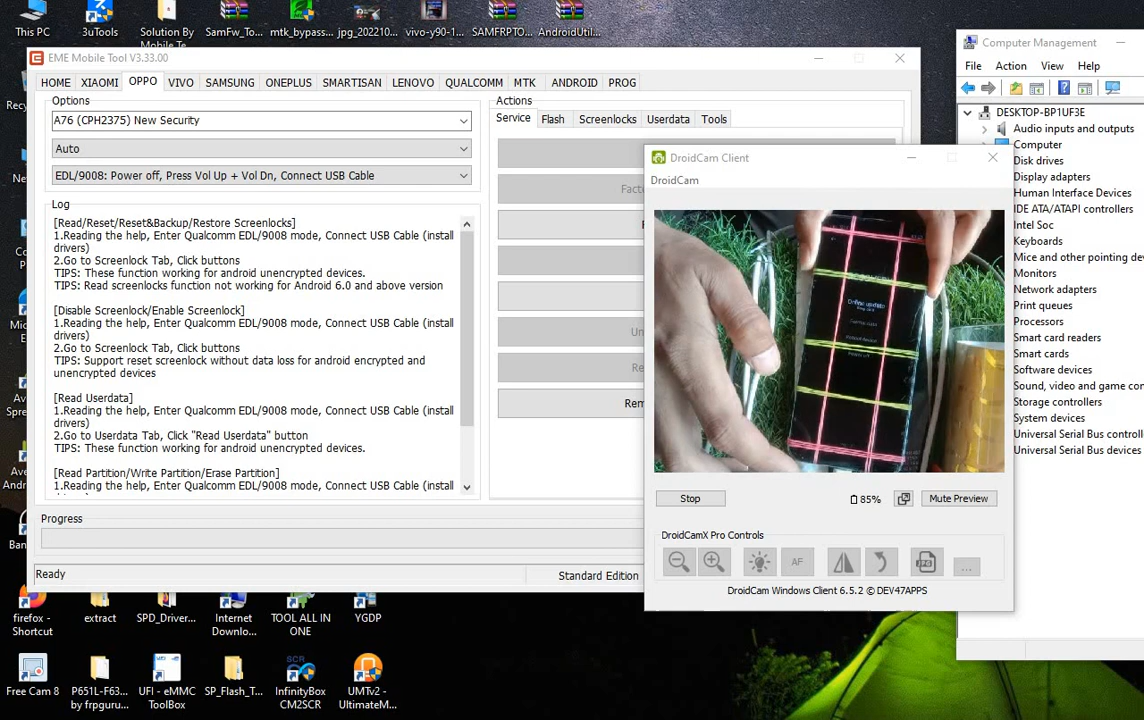 This PC
3uTools
Solution By
Mobile Te...
SamFw_To...
mtk_bypass...
jpg_202210...
vivo-y90-1...
SAMFRPTO...
AndroidUtil...
EME Mobile Tool V3.33.00
HOME
XIAOMI
OPPO
VIVO
SAMSUNG
ONEPLUS
SMARTISAN
LENOVO
QUALCOMM
MTK
ANDROID
PROG
Options
A76 (CPH2375) New Security
Auto
EDL/9008: Power off, Press Vol Up + Vol Dn, Connect USB Cable
Log
[Read/Reset/Reset&Backup/Restore Screenlocks]
1.Reading the help, Enter Qualcomm EDL/9008 mode, Connect USB Cable (install
drivers)
2.Go to Screenlock Tab, Click buttons
TIPS: These function working for android unencrypted devices.
TIPS: Read screenlocks function not working for Android 6.0 and above version
[Disable Screenlock/Enable Screenlock]
1.Reading the help, Enter Qualcomm EDL/9008 mode, Connect USB Cable (install
drivers)
2.Go to Screenlock Tab, Click buttons
TIPS: Support reset screenlock without data loss for android encrypted and
unencrypted devices
[Read Userdata]
1.Reading the help, Enter Qualcomm EDL/9008 mode, Connect USB Cable (install
drivers)
2.Go to Userdata Tab, Click "Read Userdata" button
TIPS: These function working for android unencrypted devices.
[Read Partition/Write Partition/Erase Partition]
1.Reading the help, Enter Qualcomm EDL/9008 mode, Connect USB Cable (install
Progress
Ready
Standard Edition
Actions
Service
Flash
Screenlocks
Userdata
Tools
Fact
Un
Re
Rem
DroidCam Client
DroidCam
Stop
85%
Mute Preview
DroidCamX Pro Controls
AF
JPG
...
DroidCam Windows Client 6.5.2 © DEV47APPS
Computer Management
File
Action
View
Help
DESKTOP-BP1UF3E
Audio inputs and outputs
Computer
Disk drives
Display adapters
Human Interface Devices
IDE ATA/ATAPI controllers
Intel Soc
Keyboards
Mice and other pointing de
Monitors
Network adapters
Print queues
Processors
Smart card readers
Smart cards
Software devices
Sound, video and game co
Storage controllers
System devices
Universal Serial Bus controll
Universal Serial Bus devices
firefox -
Shortcut
extract
SPD_Driver...
Internet
Downlo...
TOOL ALL IN
ONE
YGDP
Free Cam 8
P651L-F63...
by frpguru...
UFI - eMMC
ToolBox
SP_Flash_T...
SCR
InfinityBox
CM2SCR
UMTv2 -
UltimateM...